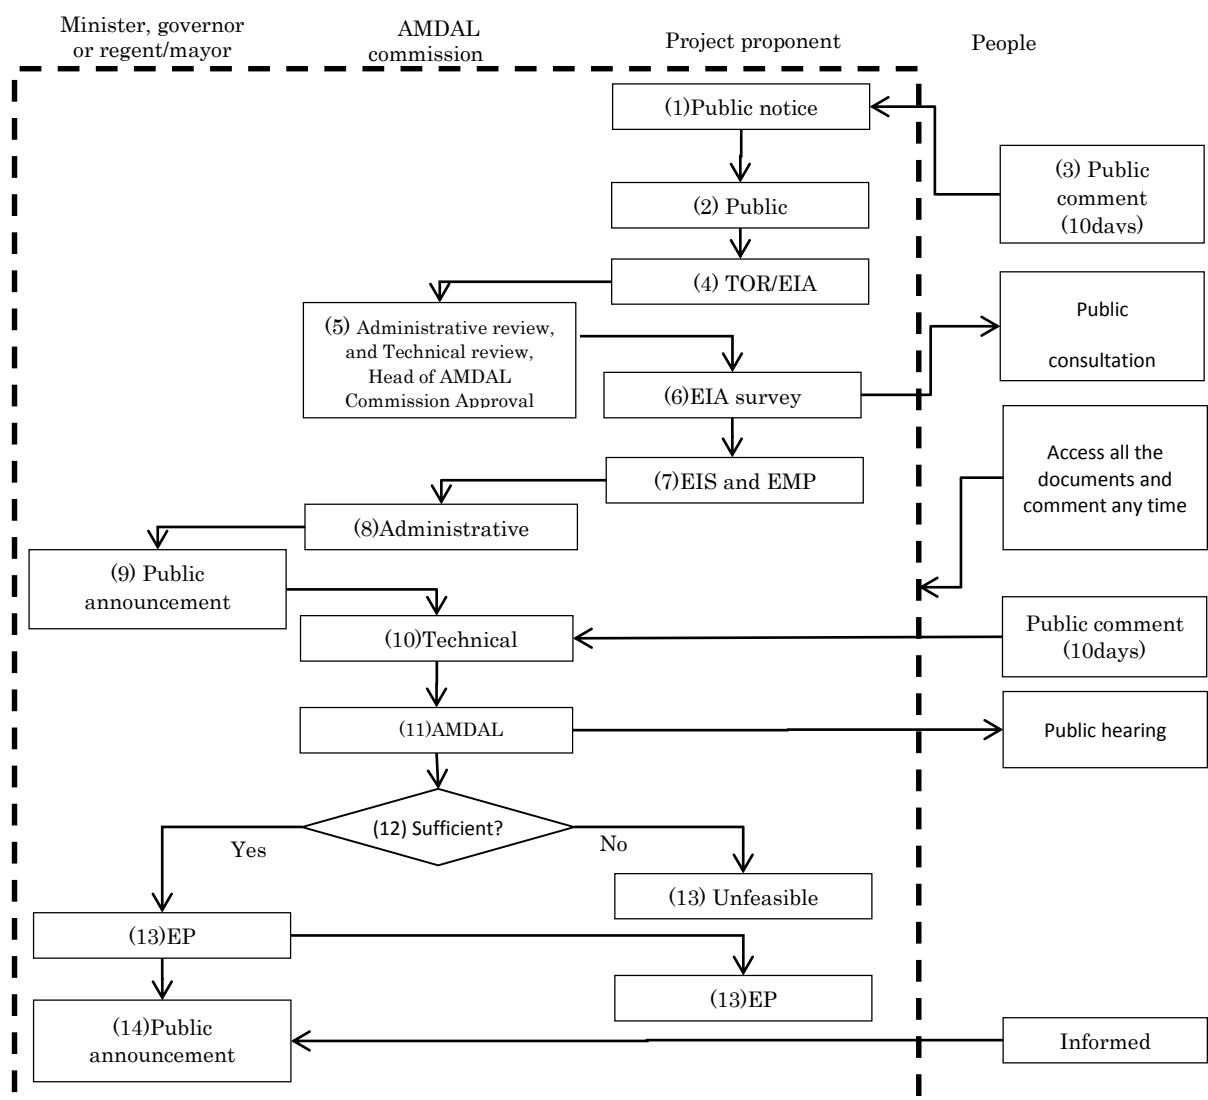 Minister, governor
or regent/mayor
AMDAL
commission
Project proponent
People
(1)Public notice
(3) Public
comment
(10days)
(2) Public
(4) TOR/EIA
(5) Administrative review,
and Technical review,
Head of AMDAL
Commission Approval
Public
consultation
(6)EIA survey
Access all the
documents and
comment any time
(7)EIS and EMP
(8)Administrative
(9) Public
announcement
(10)Technical
Public comment
(10days)
(11)AMDAL
Public hearing
(12) Sufficient?
Yes
No
(13) Unfeasible
(13)EP
(13)EP
(14)Public
announcement
Informed